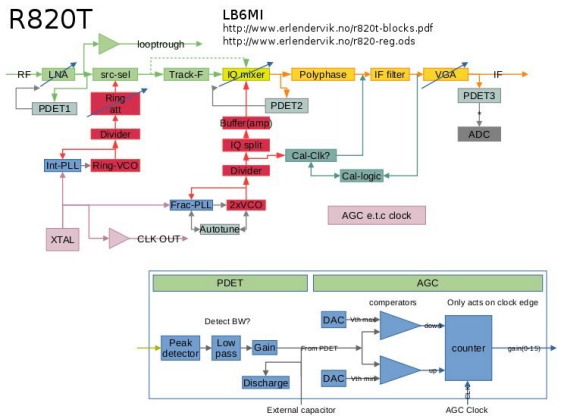 R820T
LB6MI
http://www.erlendervik.no/r820t-blocks.pdf
http://www.erlendervik.no/r820-reg.ods
looptrough
RF
LNA
src-sel
Track-F
IQ mixer
Polyphase
IF filter
VGA
IF
PDET1
Ring
att
PDET2
PDET3
Buffer(amp)
*
ADC
Divider
IQ split
Cal-Clk?
Int-PLL
Ring-VCO
Divider
Cal-logic
Frac-PLL
2xVCO
AGC e.t.c clock
Autotune
XTAL
CLK OUT
PDET
AGC
comperators
Only acts on clock edge
Detect BW?
DAC
Vth max
down
Peak
detector
Low
pass
Gain
From PDET
counter
gain(0-15)
Discharge
DAC
Vth max
up
CLK
External capacitor
AGC Clock